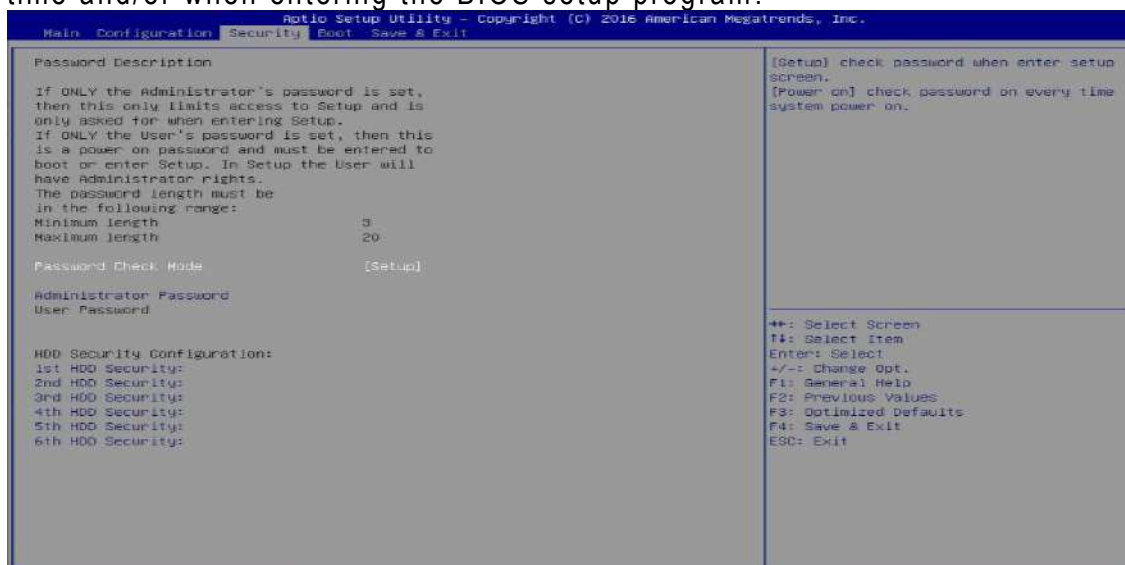 time and/or when entering the BIOS setup program.
Aptio Setup Utility – Copyright (C) 2016 American Megatrends, Inc.
Main Configuration Security Boot Save & Exit
Password Description
If ONLY the Administrator's password is set,
then this only limits access to Setup and is
only asked for when entering Setup.
If ONLY the User's password is set, then this
is a power on password and must be entered to
boot or enter Setup. In Setup the User will
have Administrator rights.
The password length must be
in the following range:
Minimum length 3
Maximum length 20
Password Check Mode [Setup]
Administrator Password
User Password
HDD Security Configuration:
1st HDD Security:
2nd HDD Security:
3rd HDD Security:
4th HDD Security:
5th HDD Security:
6th HDD Security:
[Setup] check password when enter setup
screen.
[Power on] check password on every time
system power on.
→←: Select Screen
↑↓: Select Item
Enter: Select
+/-: Change Opt.
F1: General Help
F2: Previous Values
F3: Optimized Defaults
F4: Save & Exit
ESC: Exit